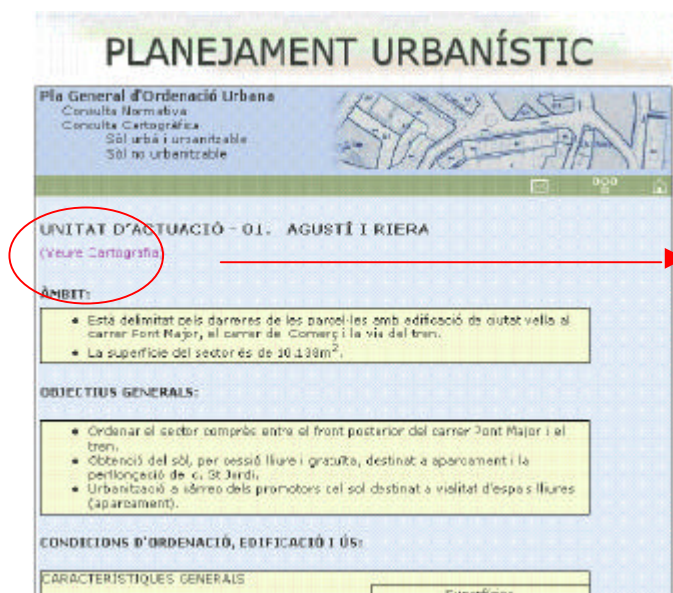 PLANEJAMENT URBANÍSTIC
Pla General d'Ordenació Urbana
Consulta Normativa
Consulta Cartogràfica
Sòl urbà i urbanitzable
Sòl no urbanitzable
UNITAT D'ACTUACIÓ - 01. AGUSTÍ I RIERA
(Veure Cartografia)
ÀMBIT:
Està delimitat pels darreres de les parcel·les amb edificació de ciutat vella al
carrer Font Major, el carrer de Comerç i la via del tren.
La superfície del sector és de 10.138m².
OBJECTIUS GENERALS:
Ordenar el sector comprès entre el front posterior del carrer Font Major i el
tren.
Obtenció del sòl, per cessió lliure i gratuïta, destinat a aparcament i la
perllongació de c. St Jordi.
Urbanització a càrrec dels promotors del sol destinat a vialitat d'espais lliures
(aparcament).
CONDICIONS D'ORDENACIÓ, EDIFICACIÓ I ÚS:
CARACTERÍSTIQUES GENERALS
Superfícies